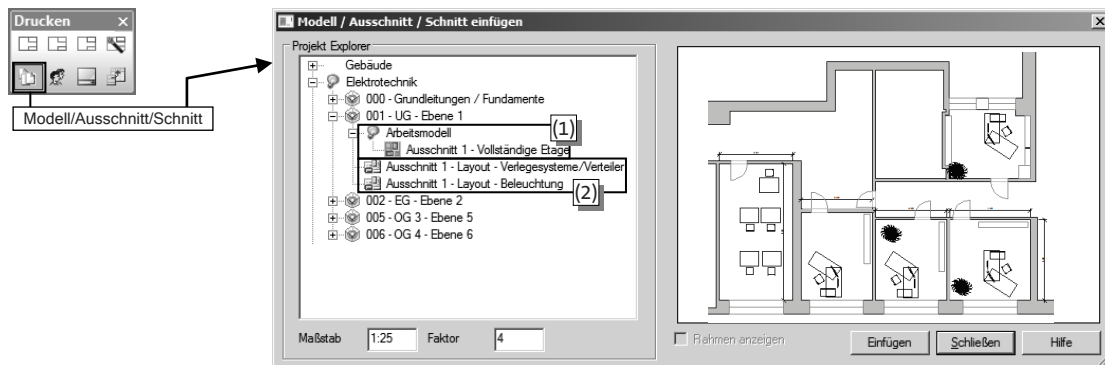 Drucken
Modell/Ausschnitt/Schnitt
Modell / Ausschnitt / Schnitt einfügen
Projekt Explorer
Gebäude
Elektrotechnik
000 - Grundleitungen / Fundamente
001 - UG - Ebene 1
Arbeitsmodell
(1)
Ausschnitt 1 - Vollständige Etage
Ausschnitt 1 - Layout - Verlegesysteme/Verteiler
Ausschnitt 1 - Layout - Beleuchtung
(2)
002 - EG - Ebene 2
005 - OG 3 - Ebene 5
006 - OG 4 - Ebene 6
Maßstab 1:25 Faktor 4
Rahmen anzeigen
Einfügen Schließen Hilfe